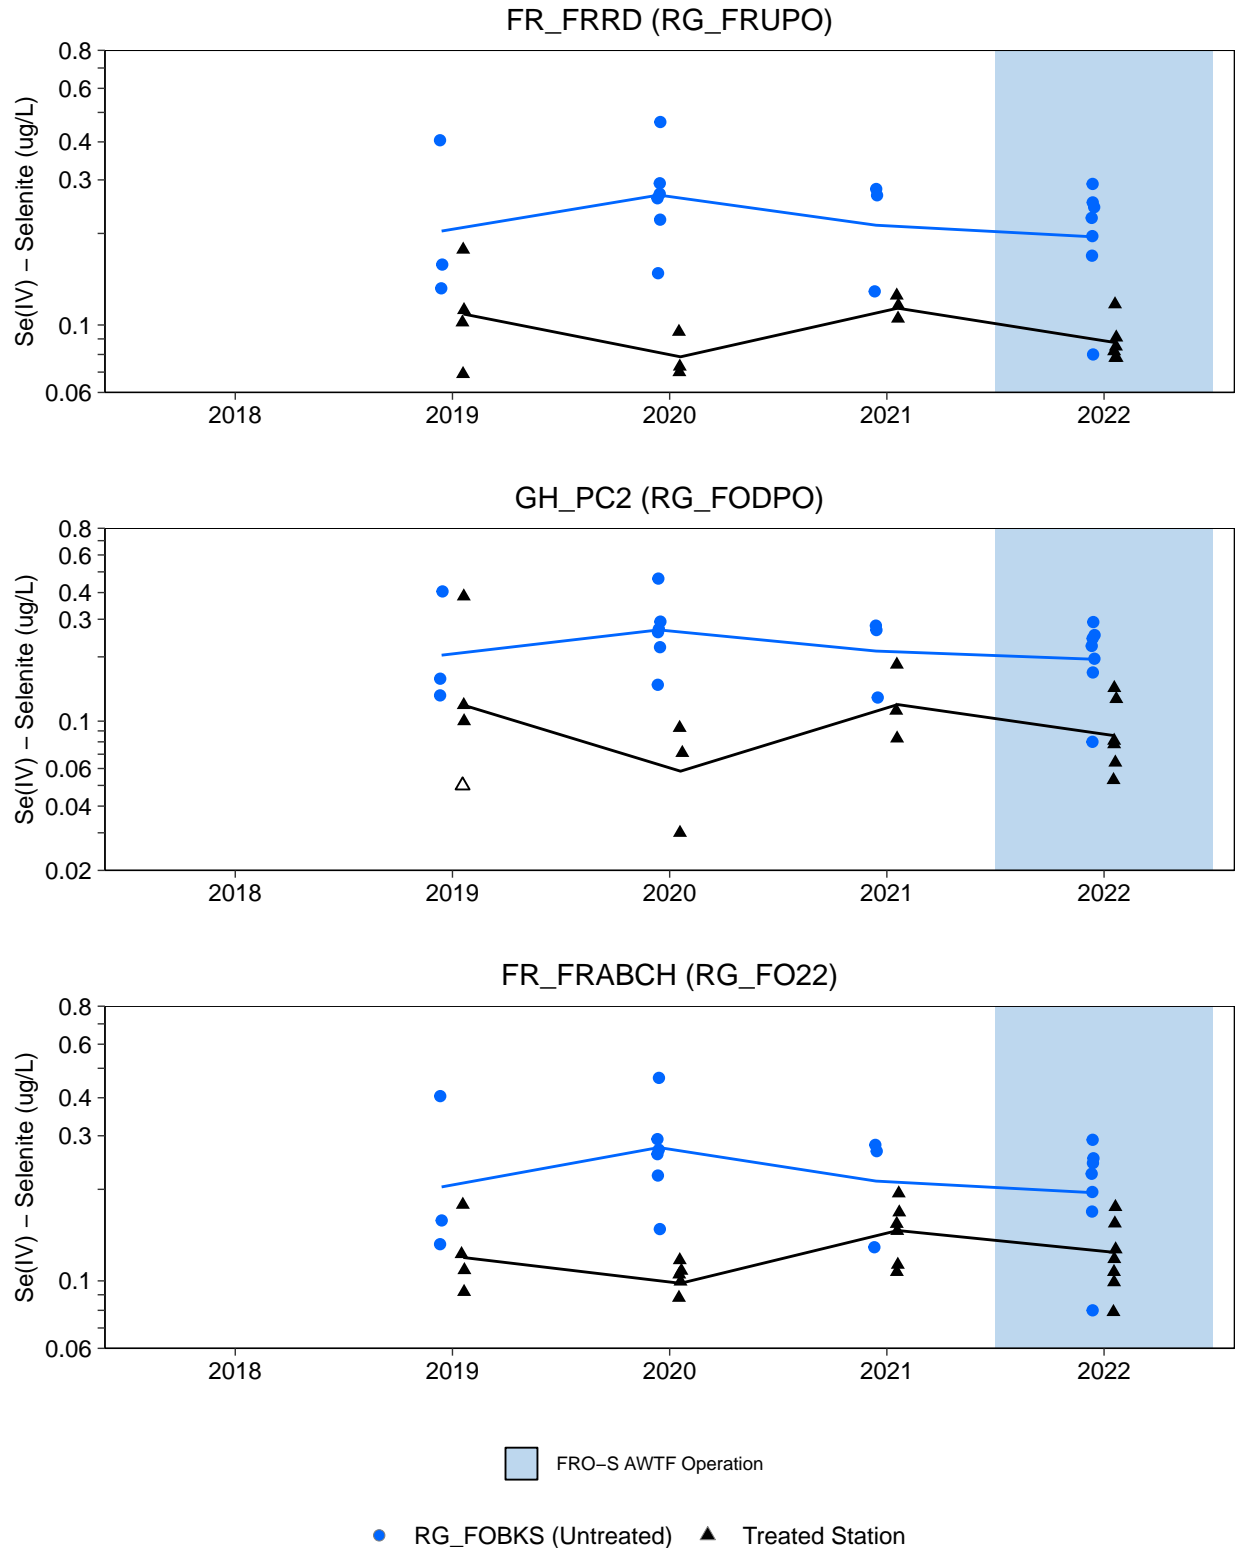 FR_FRRD (RG_FRUPO)
Se(IV) − Selenite (ug/L)
0.8
0.6
0.4
0.3
0.1
0.06
2018 2019 2020 2021 2022
GH_PC2 (RG_FODPO)
Se(IV) − Selenite (ug/L)
0.8
0.6
0.4
0.3
0.1
0.06
0.04
0.02
2018 2019 2020 2021 2022
FR_FRABCH (RG_FO22)
Se(IV) − Selenite (ug/L)
0.8
0.6
0.4
0.3
0.1
0.06
2018 2019 2020 2021 2022
FRO−S AWTF Operation
RG_FOBKS (Untreated) Treated Station